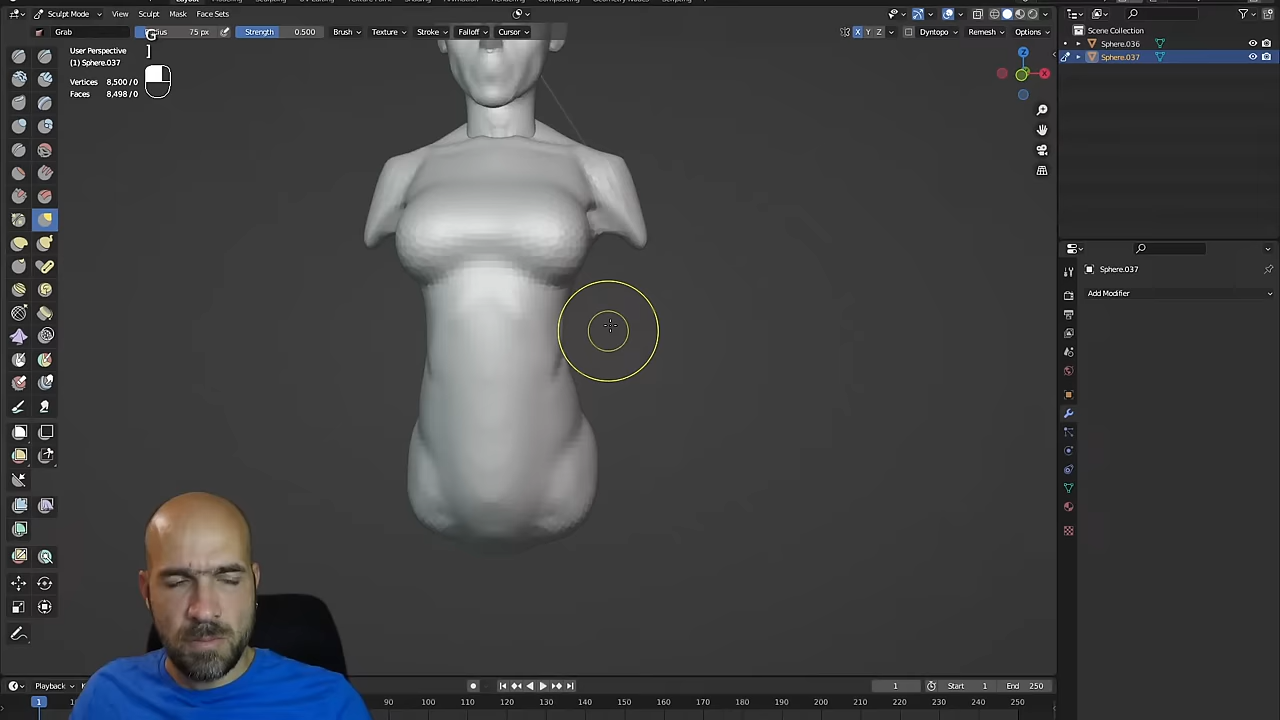 Sculpt Mode View Sculpt Mask Face Sets
Grab Radius 75 px Strength 0.500 Brush Texture Stroke Falloff Cursor X Y Z Dyntopo Remesh Options
G
]
User Perspective
(1) Sphere.037
Vertices 8,500 / 0
Faces 8,498 / 0
Z
X
Scene Collection
Sphere.036
Sphere.037
Sphere.037
Add Modifier
Playback
1 Start 1 End 250
1 90 100 110 120 130 140 150 160 170 180 190 200 210 220 230 240 250